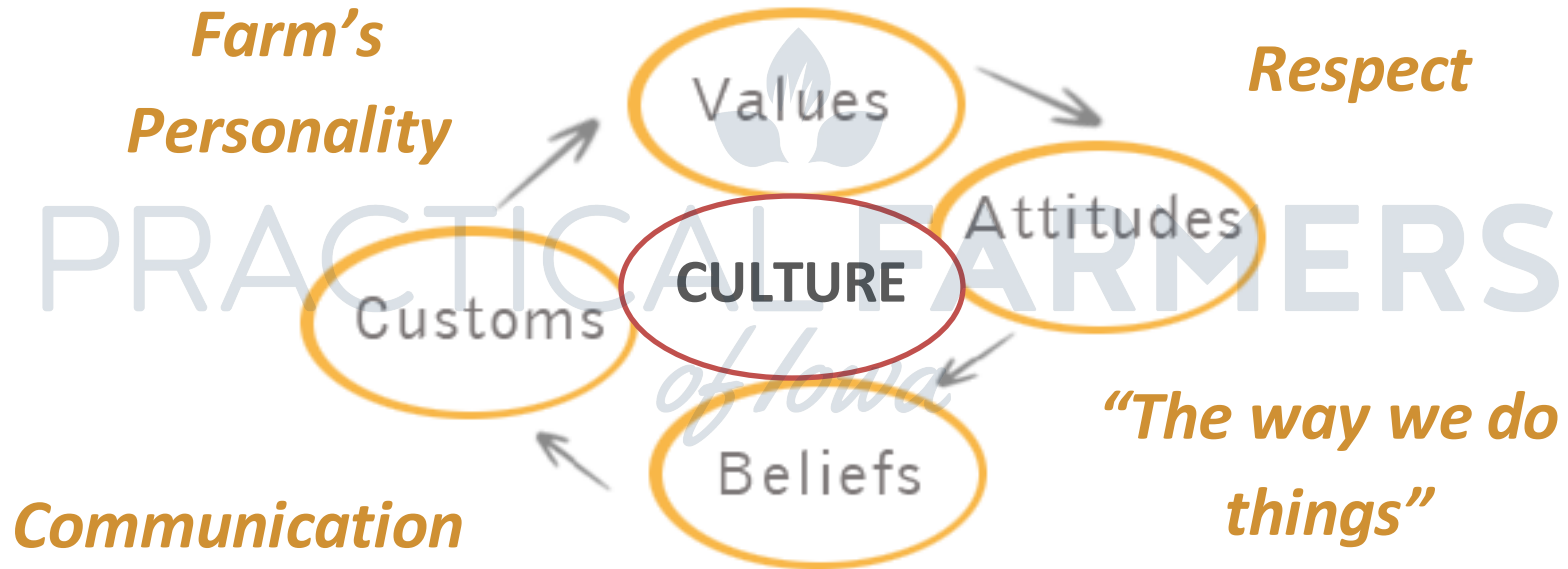 Farm's
Personality
Values
Respect
Attitudes
PRACTICAL FARMERS
of Iowa
CULTURE
Customs
Beliefs
“The way we do
things”
Communication